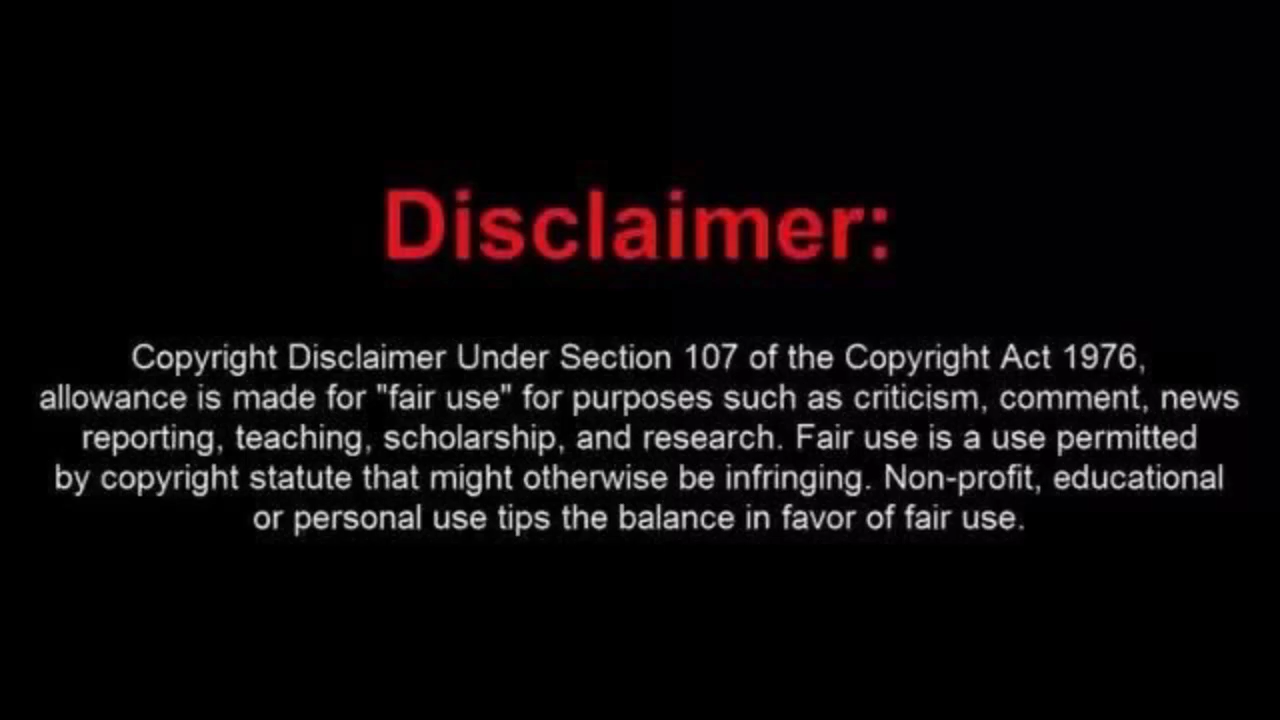 Disclaimer:
Copyright Disclaimer Under Section 107 of the Copyright Act 1976,
allowance is made for "fair use" for purposes such as criticism, comment, news
reporting, teaching, scholarship, and research. Fair use is a use permitted
by copyright statute that might otherwise be infringing. Non-profit, educational
or personal use tips the balance in favor of fair use.